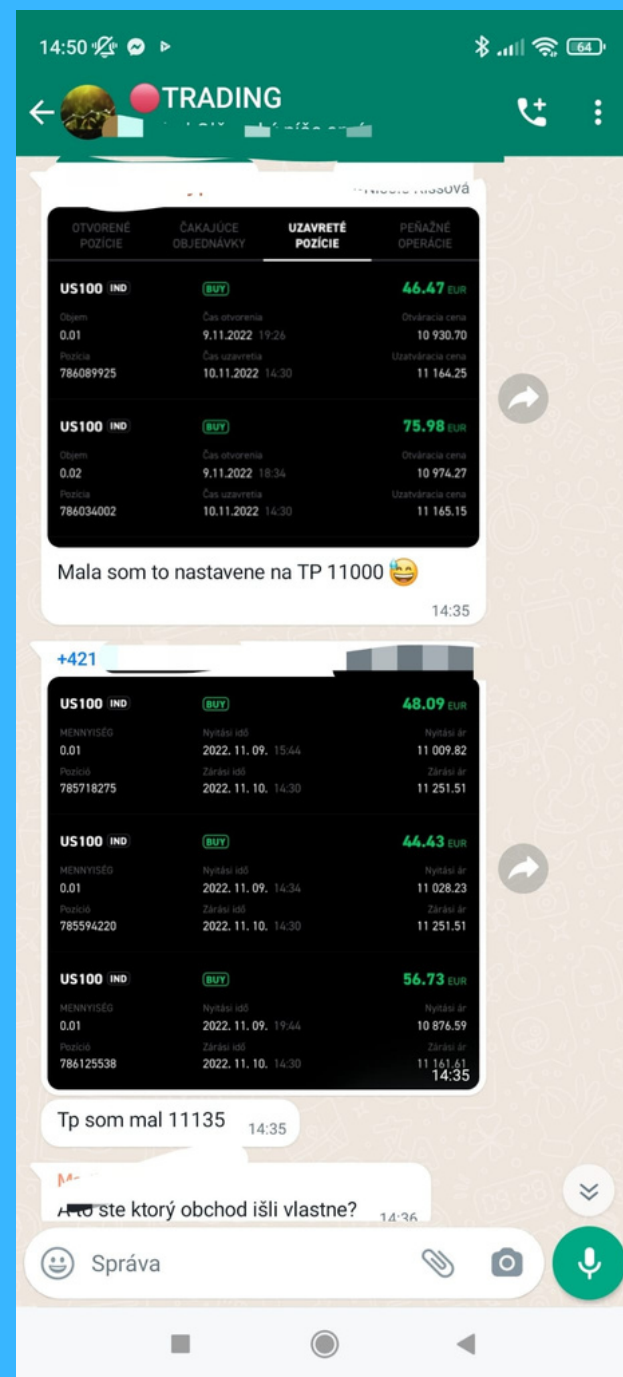 14:50
64
TRADING
OTVORENÉ POZÍCIE
ČAKAJÚCE OBJEDNÁVKY
UZAVRETÉ POZÍCIE
PEŇAŽNÉ OPERÁCIE
US100 IND BUY 46.47 EUR
Objem Čas otvorenia Otváracia cena
0.01 9.11.2022 19:26 10 930.70
Pozícia Čas uzavretia Uzatváracia cena
786089925 10.11.2022 14:30 11 164.25
US100 IND BUY 75.98 EUR
Objem Čas otvorenia Otváracia cena
0.02 9.11.2022 18:34 10 974.27
Pozícia Čas uzavretia Uzatváracia cena
786034002 10.11.2022 14:30 11 165.15
Mala som to nastavene na TP 11000 😅
14:35
+421
US100 IND BUY 48.09 EUR
MENNYISÉG Nyitási idő Nyitási ár
0.01 2022. 11. 09. 15:44 11 009.82
Pozíció Zárási idő Zárási ár
785718275 2022. 11. 10. 14:30 11 251.51
US100 IND BUY 44.43 EUR
MENNYISÉG Nyitási idő Nyitási ár
0.01 2022. 11. 09. 14:34 11 028.23
Pozíció Zárási idő Zárási ár
785594220 2022. 11. 10. 14:30 11 251.51
US100 IND BUY 56.73 EUR
MENNYISÉG Nyitási idő Nyitási ár
0.01 2022. 11. 09. 19:44 10 876.59
Pozíció Zárási idő Zárási ár
786125538 2022. 11. 10. 14:30 11 161.61
14:35
Tp som mal 11135 14:35
ste ktorý obchod išli vlastne? 14:36
Správa